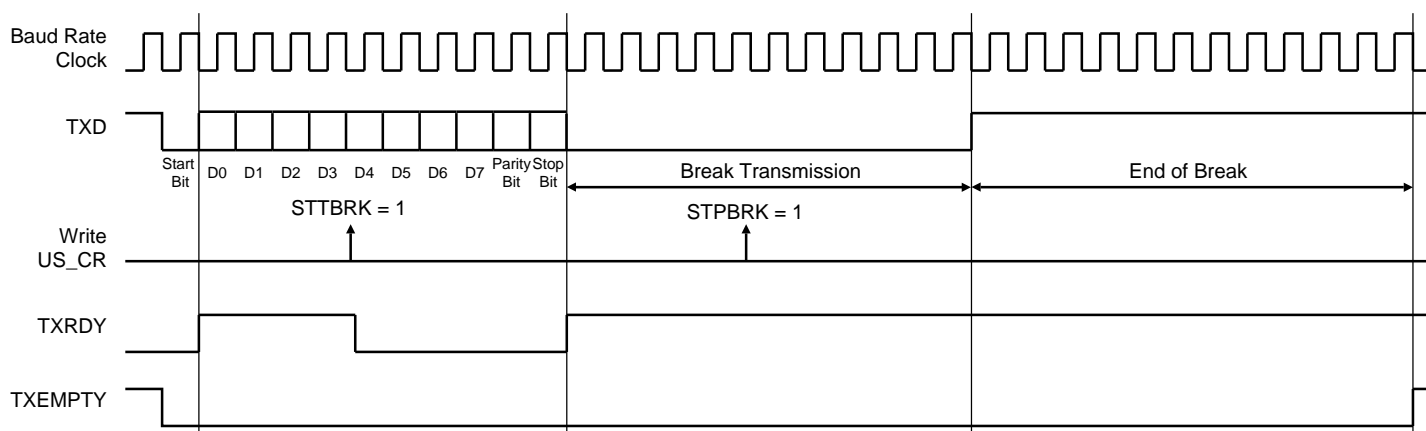 Baud Rate
Clock
TXD
Start
Bit
D0 D1 D2 D3 D4 D5 D6 D7
Parity
Bit
Stop
Bit
Break Transmission
End of Break
STTBRK = 1
STPBRK = 1
Write
US_CR
TXRDY
TXEMPTY